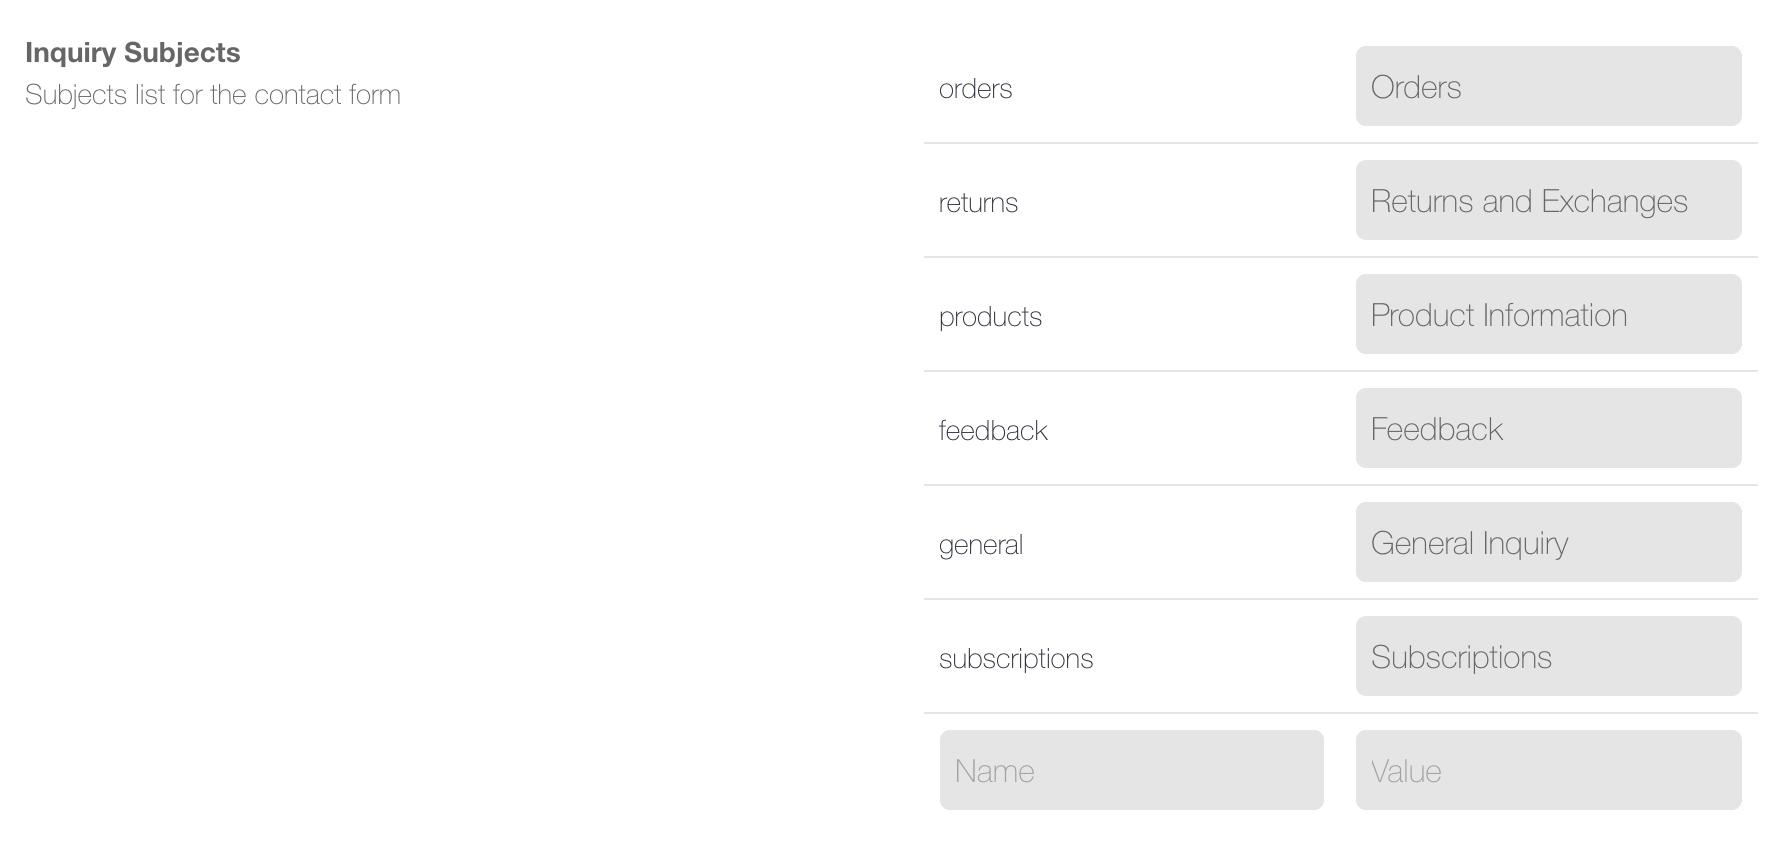 Inquiry Subjects
Subjects list for the contact form
orders
Orders
returns
Returns and Exchanges
products
Product Information
feedback
Feedback
general
General Inquiry
subscriptions
Subscriptions
Name
Value